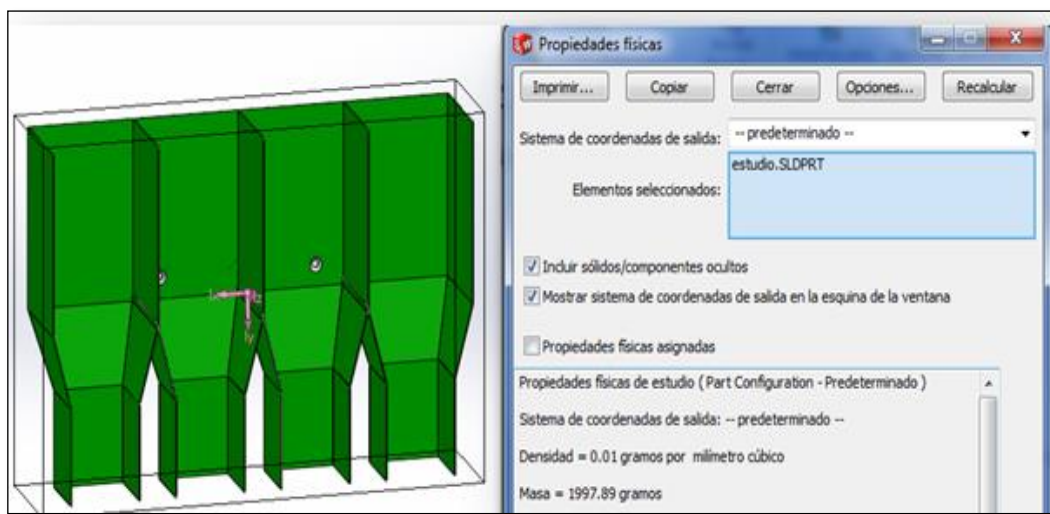 Propiedades físicas
Imprimir... Copiar Cerrar Opciones... Recalcular
Sistema de coordenadas de salida: -- predeterminado --
estudio.SLDPRT
Elementos seleccionados:
Incluir sólidos/componentes ocultos
Mostrar sistema de coordenadas de salida en la esquina de la ventana
Propiedades físicas asignadas
Propiedades físicas de estudio ( Part Configuration - Predeterminado )
Sistema de coordenadas de salida: -- predeterminado --
Densidad = 0.01 gramos por milímetro cúbico
Masa = 1997.89 gramos